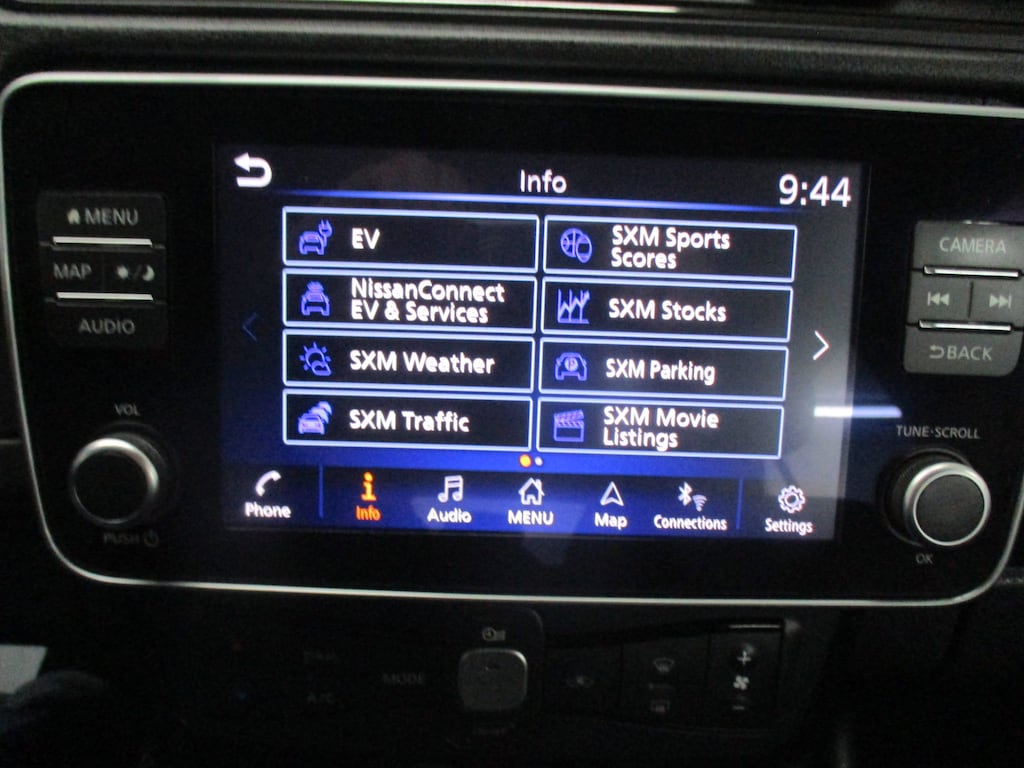 Info
9:44
MENU
MAP
AUDIO
VOL
PUSH
EV
SXM Sports
Scores
NissanConnect
EV & Services
SXM Stocks
SXM Weather
SXM Parking
SXM Traffic
SXM Movie
Listings
Phone
Info
Audio
MENU
Map
Connections
Settings
CAMERA
BACK
TUNE·SCROLL
OK
MODE
A/C